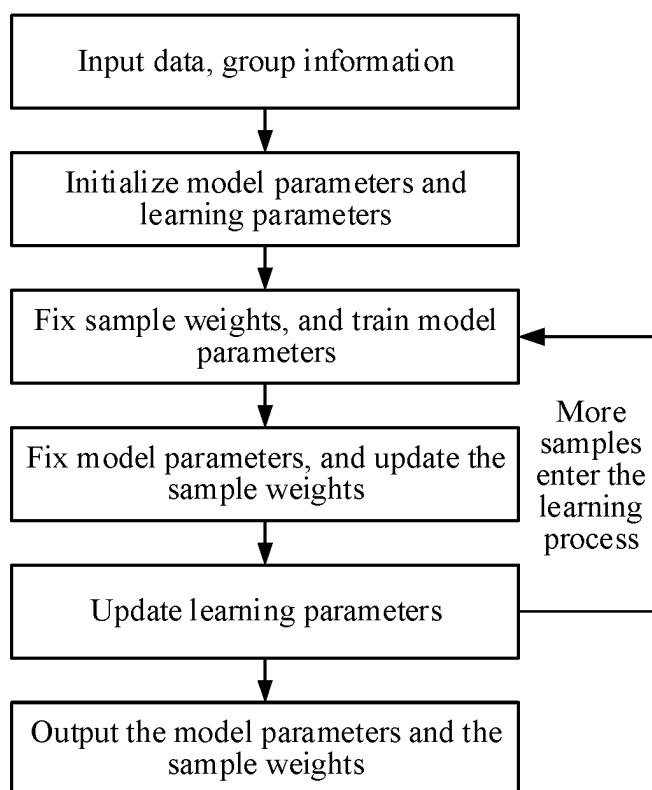 Input data, group information
Initialize model parameters and
learning parameters
Fix sample weights, and train model
parameters
Fix model parameters, and update the
sample weights
More
samples
enter the
learning
process
Update learning parameters
Output the model parameters and the
sample weights